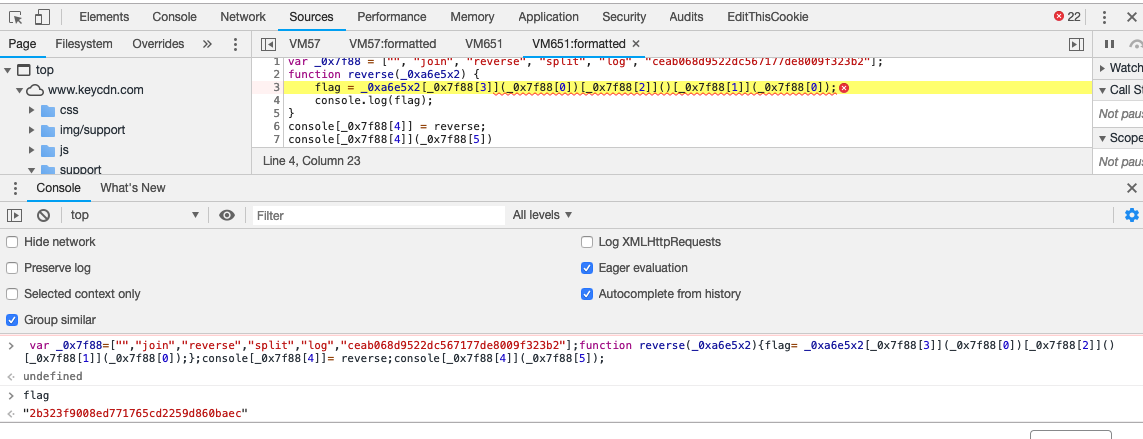 Elements Console Network Sources Performance Memory Application Security Audits EditThisCookie 22
Page Filesystem Overrides » VM57 VM57:formatted VM651 VM651:formatted ×
top
www.keycdn.com
css
img/support
js
support
1 var _0x7f88 = ["", "join", "reverse", "split", "log", "ceab068d9522dc567177de8009f323b2"];
2 function reverse(_0xa6e5x2) {
3 flag = _0xa6e5x2[_0x7f88[3]](_0x7f88[0])[_0x7f88[2]]()[_0x7f88[1]](_0x7f88[0]);
4 console.log(flag);
5 }
6 console[_0x7f88[4]] = reverse;
7 console[_0x7f88[4]](_0x7f88[5])
Line 4, Column 23
Watch
Call St
Not pau
Scope
Not pau
Console What's New
top Filter All levels
Hide network Log XMLHttpRequests
Preserve log Eager evaluation
Selected context only Autocomplete from history
Group similar
> var _0x7f88=["","join","reverse","split","log","ceab068d9522dc567177de8009f323b2"];function reverse(_0xa6e5x2){flag= _0xa6e5x2[_0x7f88[3]](_0x7f88[0])[_0x7f88[2]]()
[_0x7f88[1]](_0x7f88[0]);};console[_0x7f88[4]]= reverse;console[_0x7f88[4]](_0x7f88[5]);
undefined
> flag
"2b323f9008ed771765cd2259d860baec"